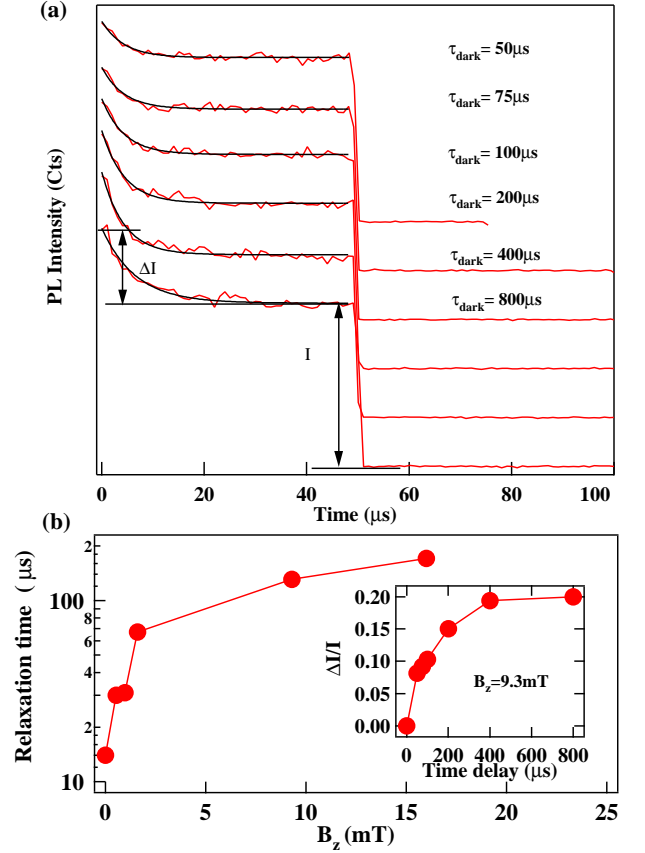 (a)
τdark= 50μs
τdark= 75μs
τdark= 100μs
τdark= 200μs
τdark= 400μs
τdark= 800μs
PL Intensity (Cts)
ΔI
I
0
20
40
60
80
100
Time (μs)
(b)
Relaxation time ( μs)
2
100
8
6
4
2
10
0
5
10
15
20
25
Bz (mT)
ΔI/I
0.20
0.15
0.10
0.05
0.00
Bz=9.3mT
0
200
400
600
800
Time delay (μs)